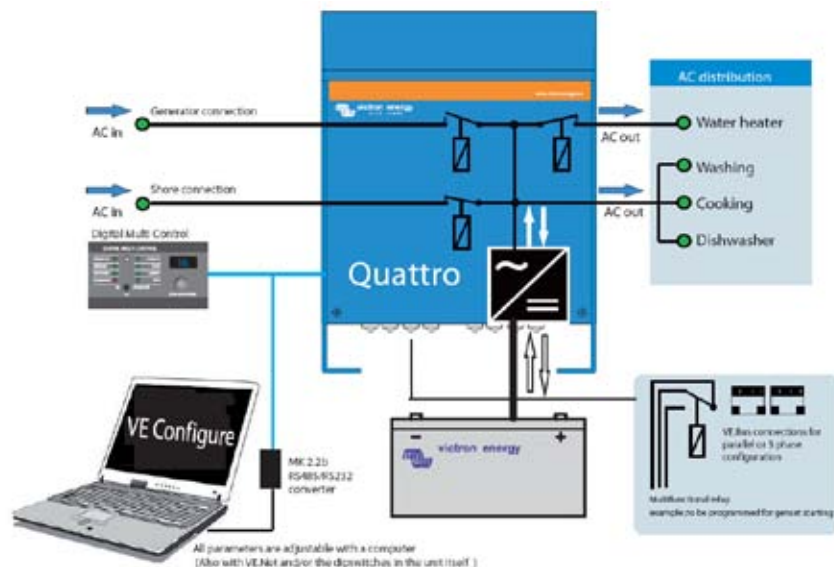 victron energy
AC distribution
Generator connection
AC in
AC out
Water heater
Washing
Shore connection
AC in
AC out
Cooking
Dishwasher
Digital Multi Control
Quattro
VE Configure
MK 2.2b
RS485/RS232
converter
victron energy
VE.Bus connections for
parallel or 3 phase
configuration
Multifunctional relay
example: to be programmed for genset starting
All parameters are adjustable with a computer
(Also with VE.Net and/or the dipswitches in the unit itself )